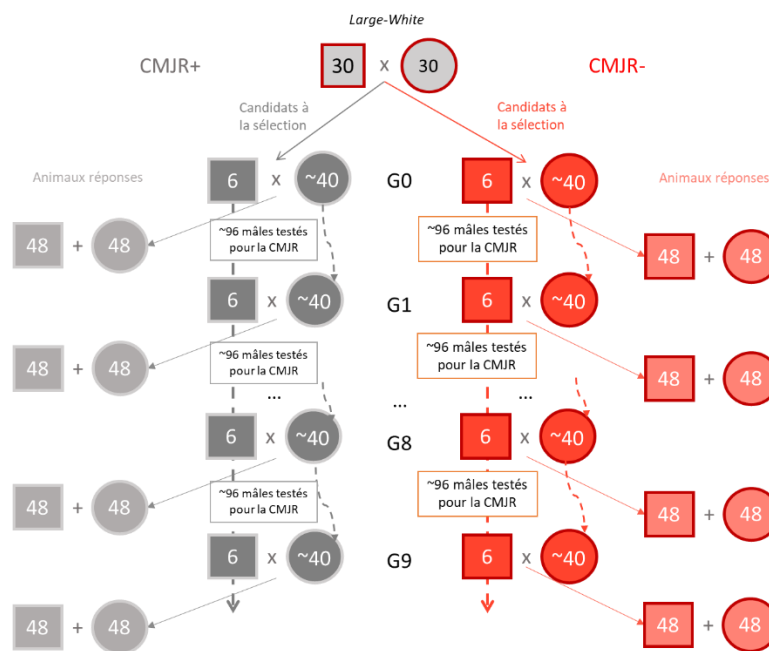 Large-White
CMJR+
30 x 30
CMJR-
Candidats à
la sélection
Candidats à
la sélection
Animaux réponses
6 x ~40
G0
6 x ~40
Animaux réponses
48 + 48
~96 mâles testés
pour la CMJR
~96 mâles testés
pour la CMJR
48 + 48
6 x ~40
G1
6 x ~40
48 + 48
~96 mâles testés
pour la CMJR
~96 mâles testés
pour la CMJR
48 + 48
...
...
...
6 x ~40
G8
6 x ~40
48 + 48
~96 mâles testés
pour la CMJR
~96 mâles testés
pour la CMJR
48 + 48
6 x ~40
G9
6 x ~40
48 + 48
48 + 48